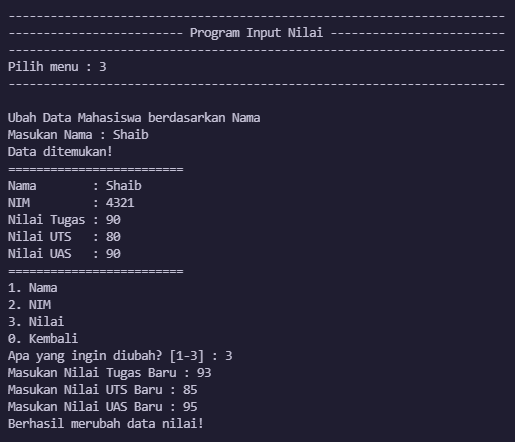 -----------------------------------------------------------------------
------------------------- Program Input Nilai -------------------------
-----------------------------------------------------------------------
Pilih menu : 3
-----------------------------------------------------------------------
Ubah Data Mahasiswa berdasarkan Nama
Masukan Nama : Shaib
Data ditemukan!
=========================
Nama        : Shaib
NIM         : 4321
Nilai Tugas : 90
Nilai UTS   : 80
Nilai UAS   : 90
=========================
1. Nama
2. NIM
3. Nilai
0. Kembali
Apa yang ingin diubah? [1-3] : 3
Masukan Nilai Tugas Baru : 93
Masukan Nilai UTS Baru : 85
Masukan Nilai UAS Baru : 95
Berhasil merubah data nilai!